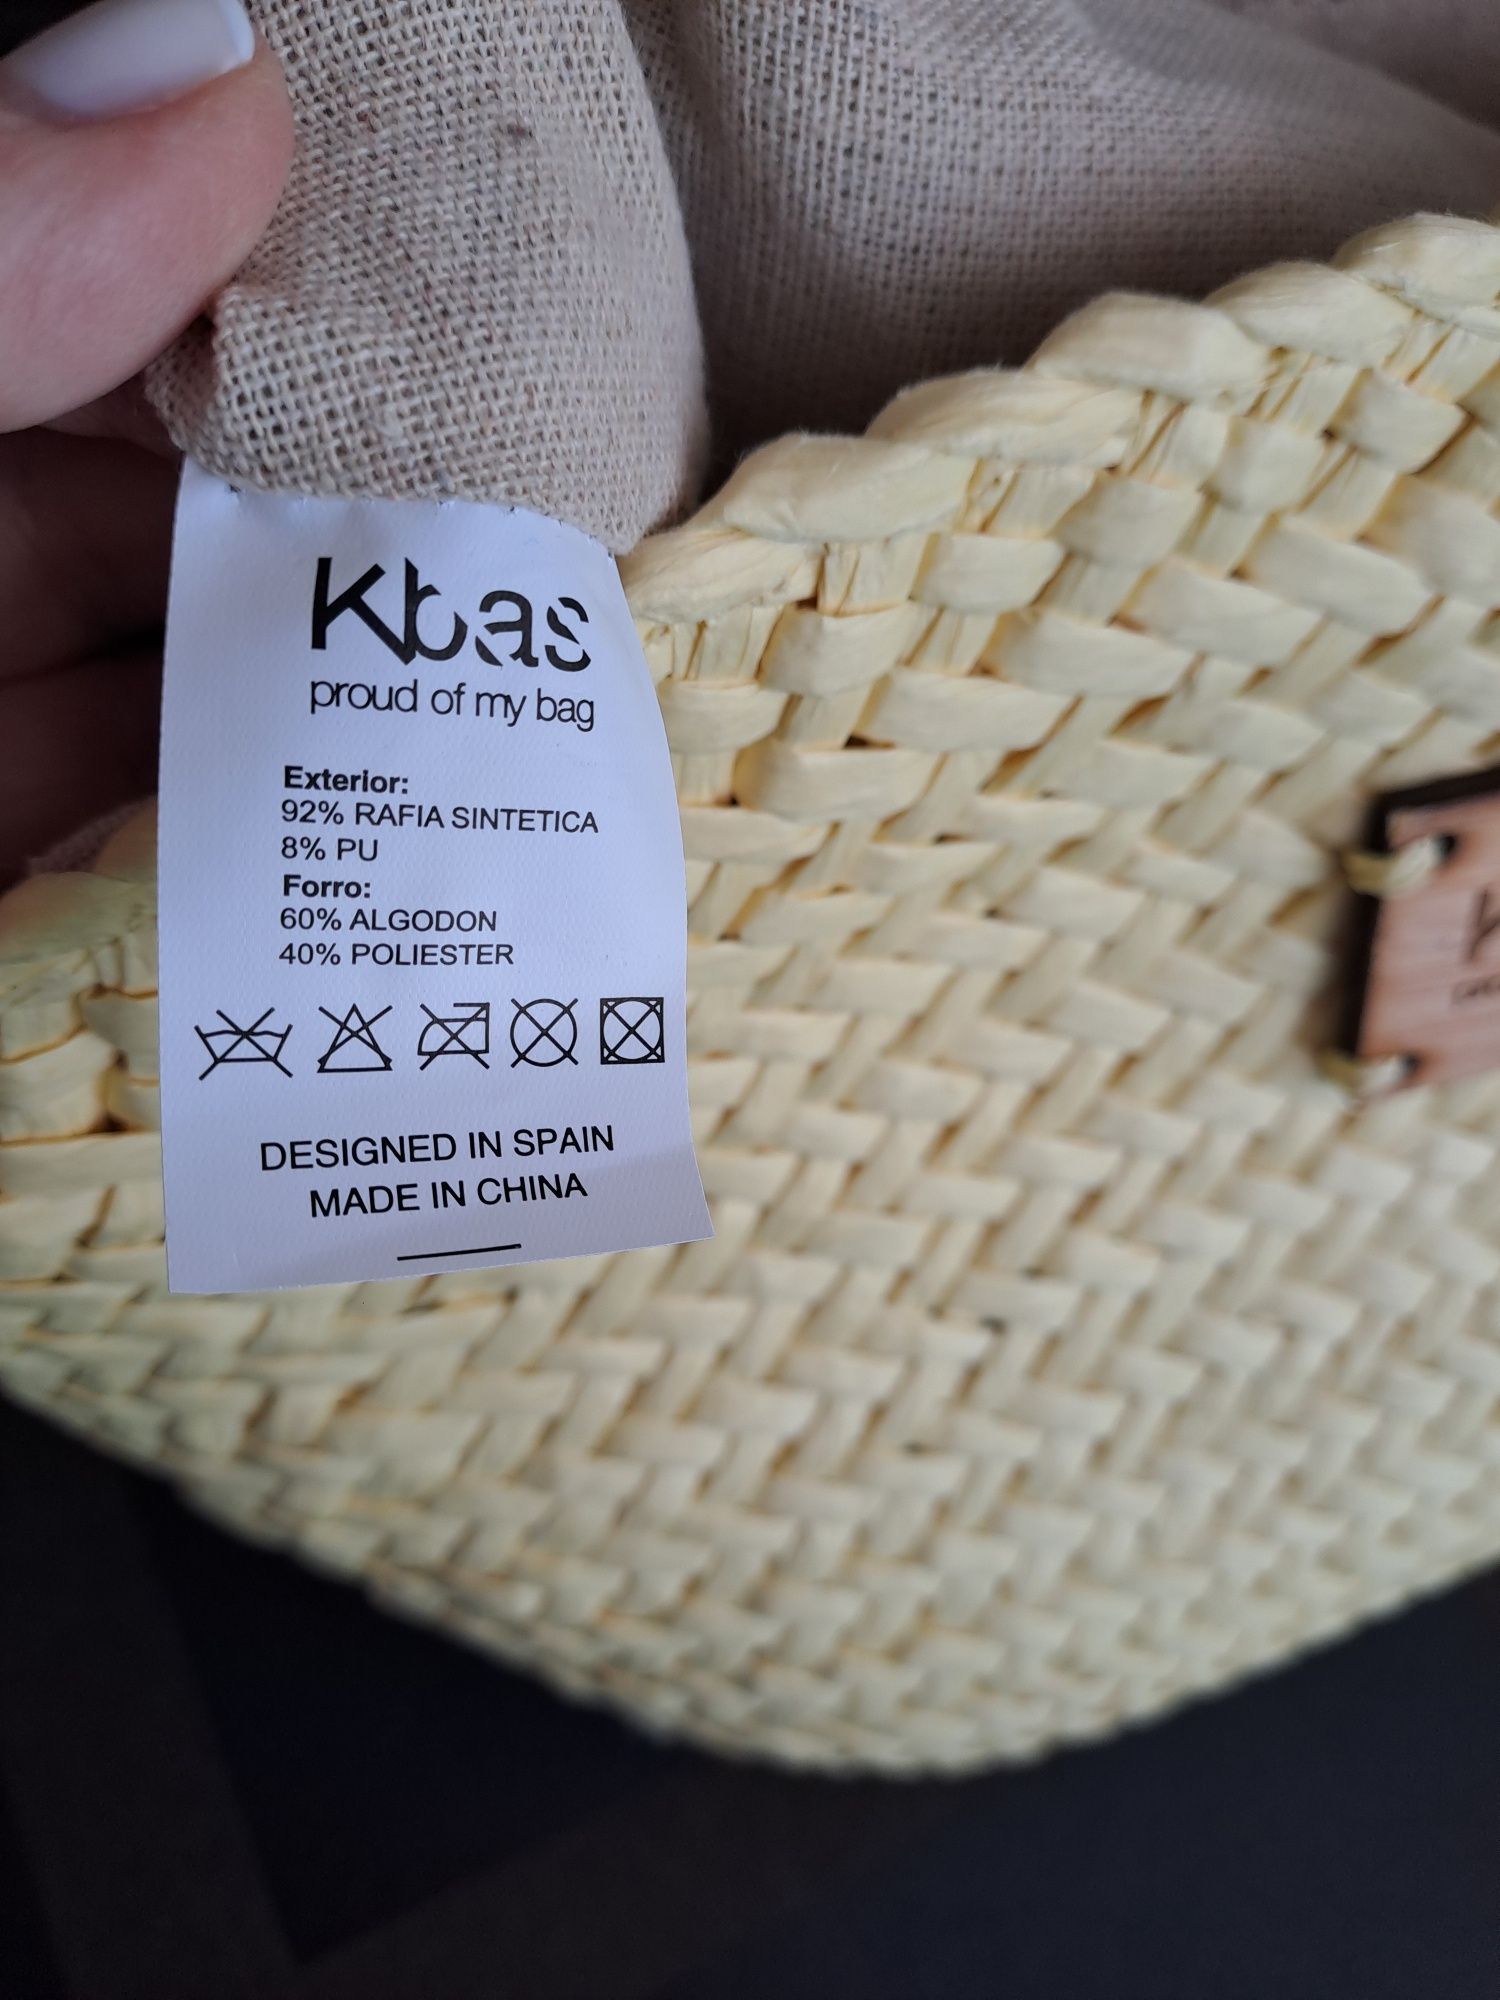 Kbas
proud of my bag
Exterior:
92% RAFIA SINTETICA
8% PU
Forro:
60% ALGODON
40% POLIESTER
DESIGNED IN SPAIN
MADE IN CHINA